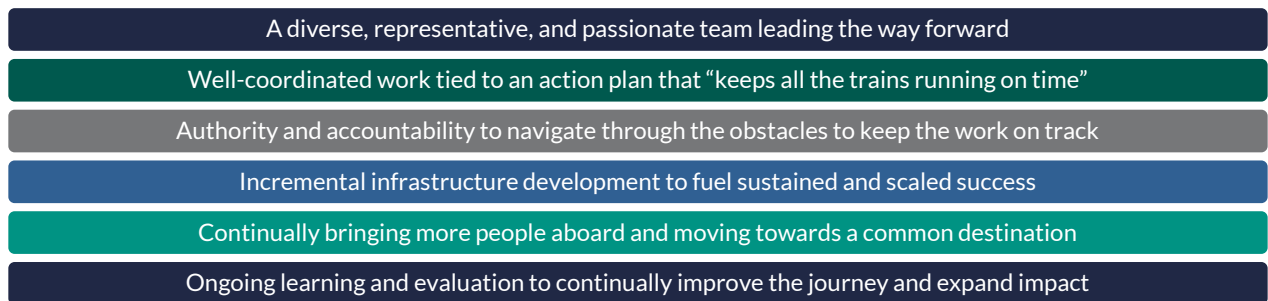 A diverse, representative, and passionate team leading the way forward
Well-coordinated work tied to an action plan that “keeps all the trains running on time”
Authority and accountability to navigate through the obstacles to keep the work on track
Incremental infrastructure development to fuel sustained and scaled success
Continually bringing more people aboard and moving towards a common destination
Ongoing learning and evaluation to continually improve the journey and expand impact